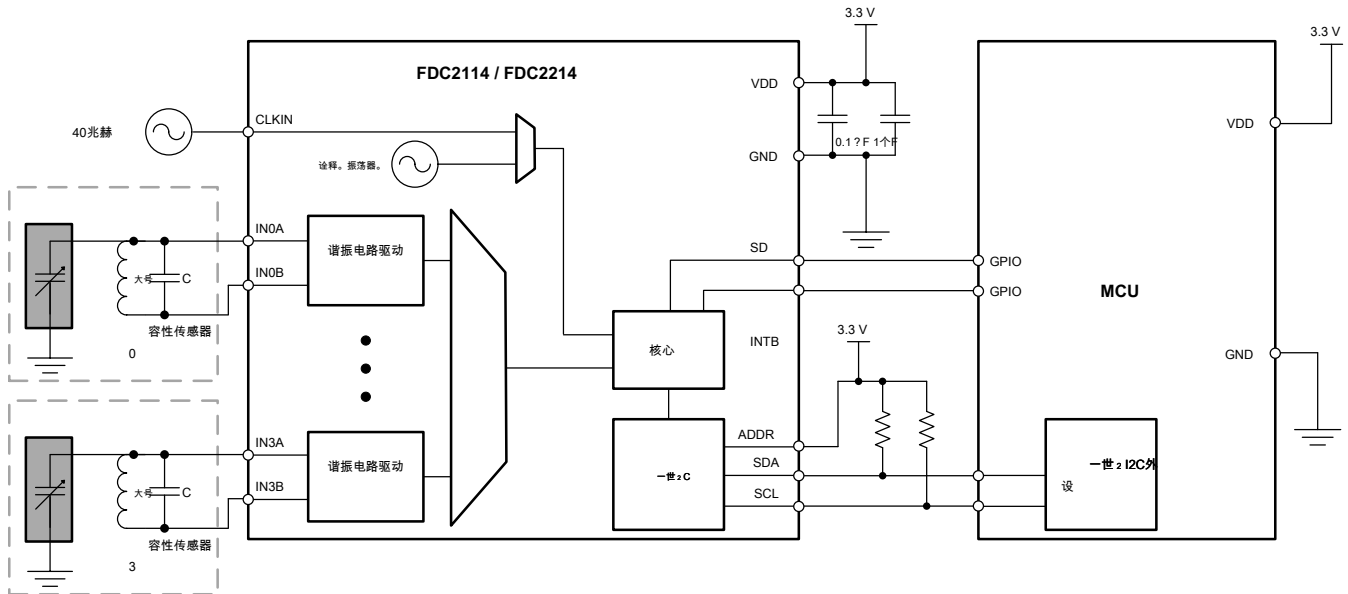 3.3 V
3.3 V
FDC2114 / FDC2214
VDD
CLKIN
40兆赫
VDD
0.1？F 1个F
GND
诠释。振荡器。
IN0A
谐振电路驱动
SD
GPIO
大号
C
IN0B
GPIO
MCU
容性传感器
0
3.3 V
核心
INTB
GND
IN3A
谐振电路驱动
ADDR
一世₂C
SDA
一世₂ I2C外
设
大号
C
IN3B
SCL
容性传感器
3